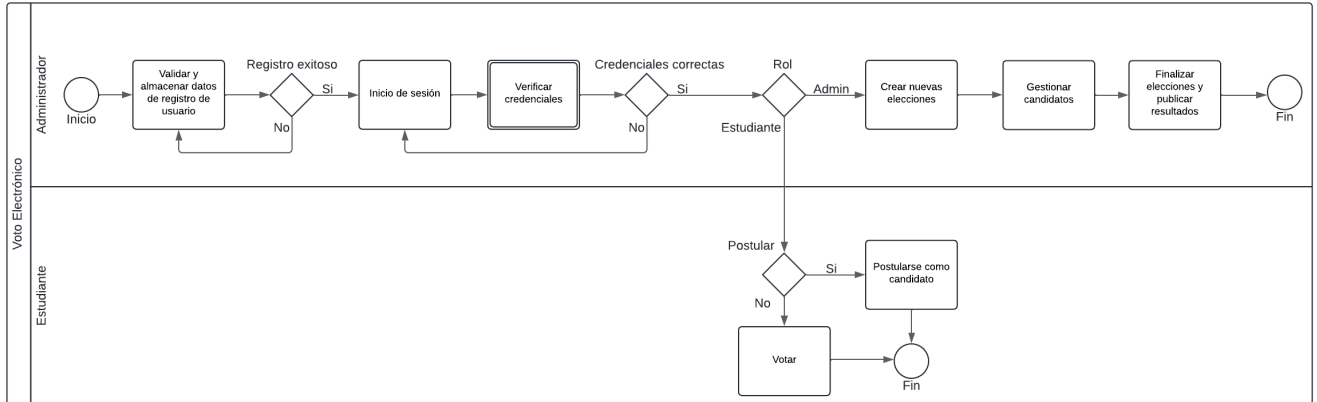 Voto Electrónico
Administrador
Inicio
Validar y
almacenar datos
de registro de
usuario
Registro exitoso
Si
No
Inicio de sesión
Verificar
credenciales
Credenciales correctas
Si
No
Rol
Admin
Estudiante
Crear nuevas
elecciones
Gestionar
candidatos
Finalizar
elecciones y
publicar
resultados
Fin
Estudiante
Postular
Si
No
Postularse como
candidato
Votar
Fin